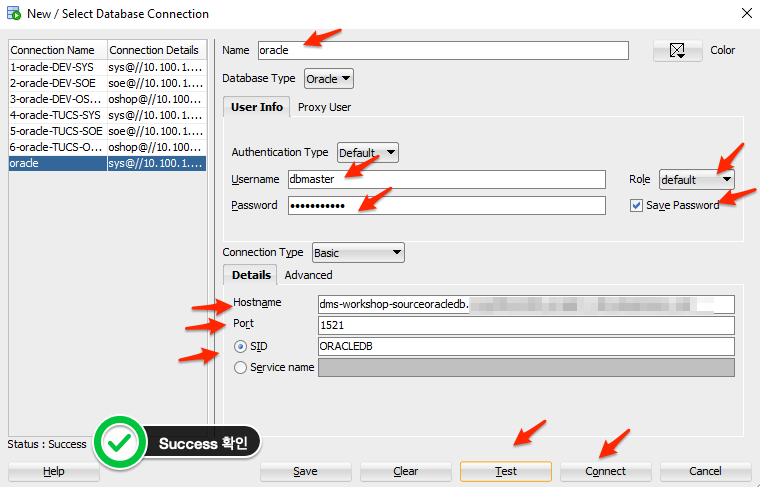 New / Select Database Connection
Connection Name Connection Details
1-oracle-DEV-SYS sys@//10.100.1....
2-oracle-DEV-SOE soe@//10.100.1....
3-oracle-DEV-OS... oshop@//10.100...
4-oracle-TUCS-SYS sys@//10.100.1....
5-oracle-TUCS-SOE soe@//10.100.1....
6-oracle-TUCS-O... oshop@//10.100...
oracle sys@//10.100.1....
Name oracle Color
Database Type Oracle
User Info Proxy User
Authentication Type Default
Username dbmaster Role default
Password ••••••••••• Save Password
Connection Type Basic
Details Advanced
Hostname dms-workshop-sourceoracledb.
Port 1521
SID ORACLEDB
Service name
Status : Success Success 확인
Help Save Clear Test Connect Cancel